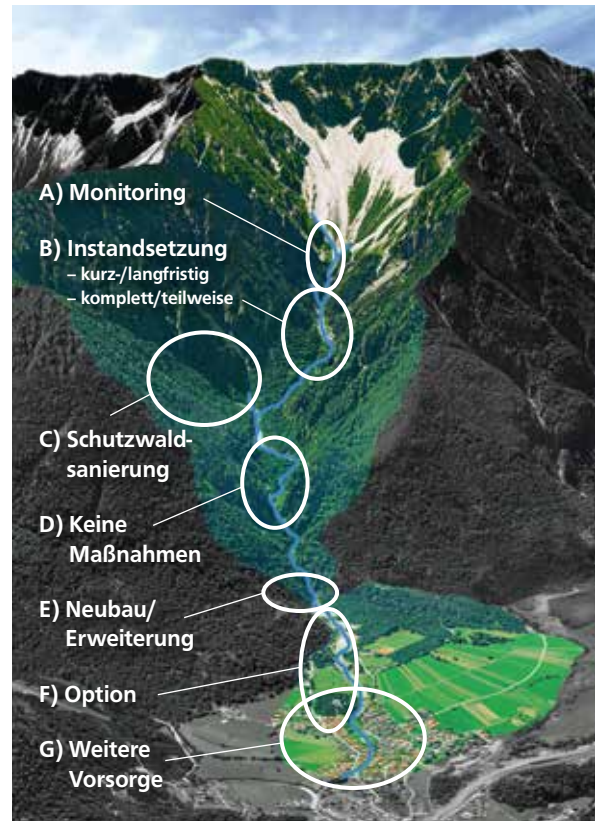 A) Monitoring
B) Instandsetzung
– kurz-/langfristig
– komplett/teilweise
C) Schutzwald-
sanierung
D) Keine
Maßnahmen
E) Neubau/
Erweiterung
F) Option
G) Weitere
Vorsorge